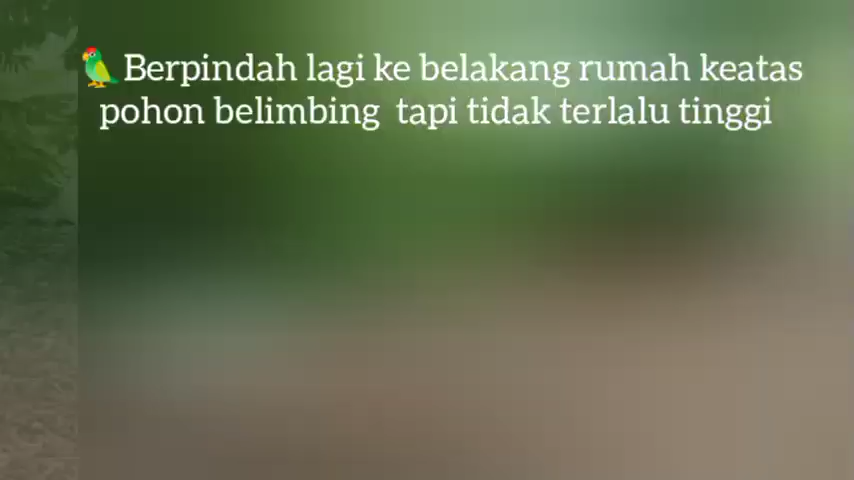 🦜Berpindah lagi ke belakang rumah keatas
pohon belimbing tapi tidak terlalu tinggi